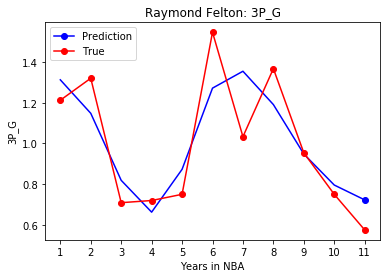 Raymond Felton: 3P_G
Prediction
True
3P_G
1.4
1.2
1.0
0.8
0.6
1 2 3 4 5 6 7 8 9 10 11
Years in NBA